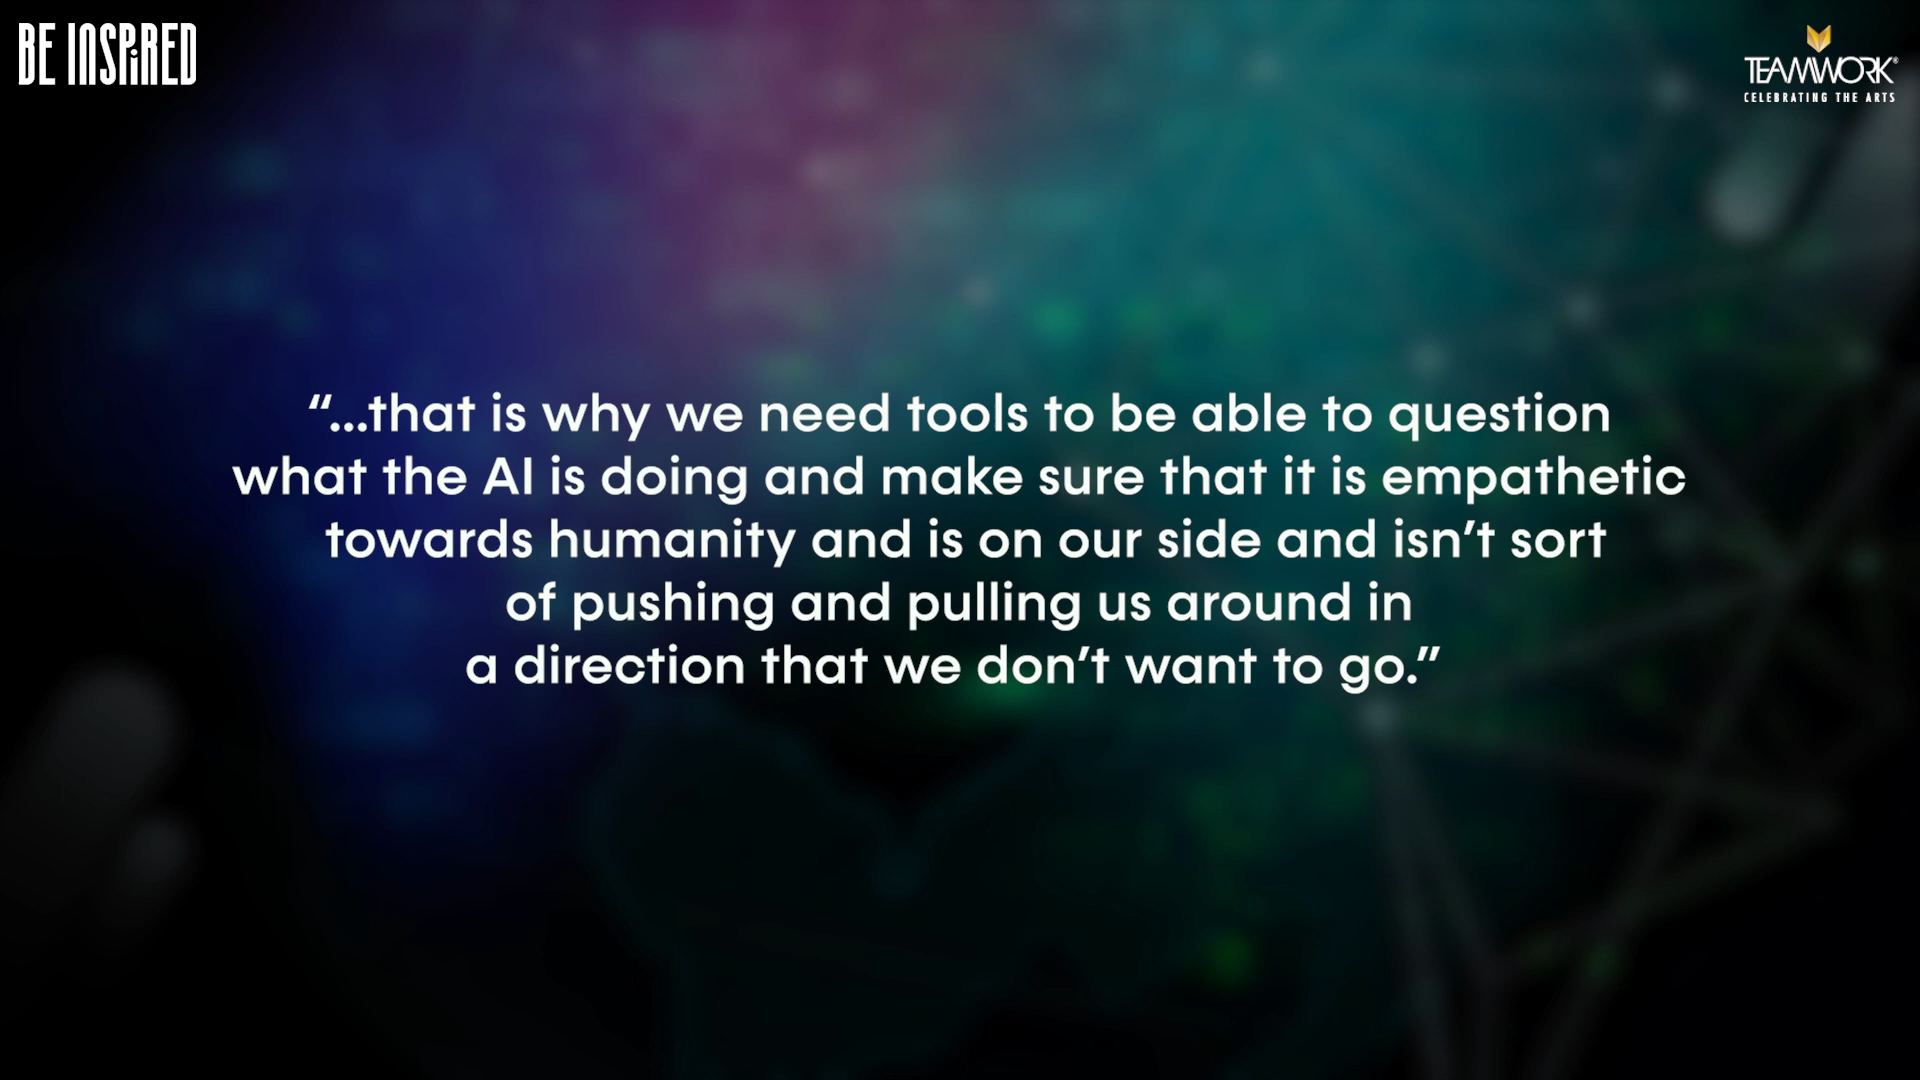 BE INSPIRED
TEAMWORK®
CELEBRATING THE ARTS
“...that is why we need tools to be able to question
what the AI is doing and make sure that it is empathetic
towards humanity and is on our side and isn’t sort
of pushing and pulling us around in
a direction that we don’t want to go.”